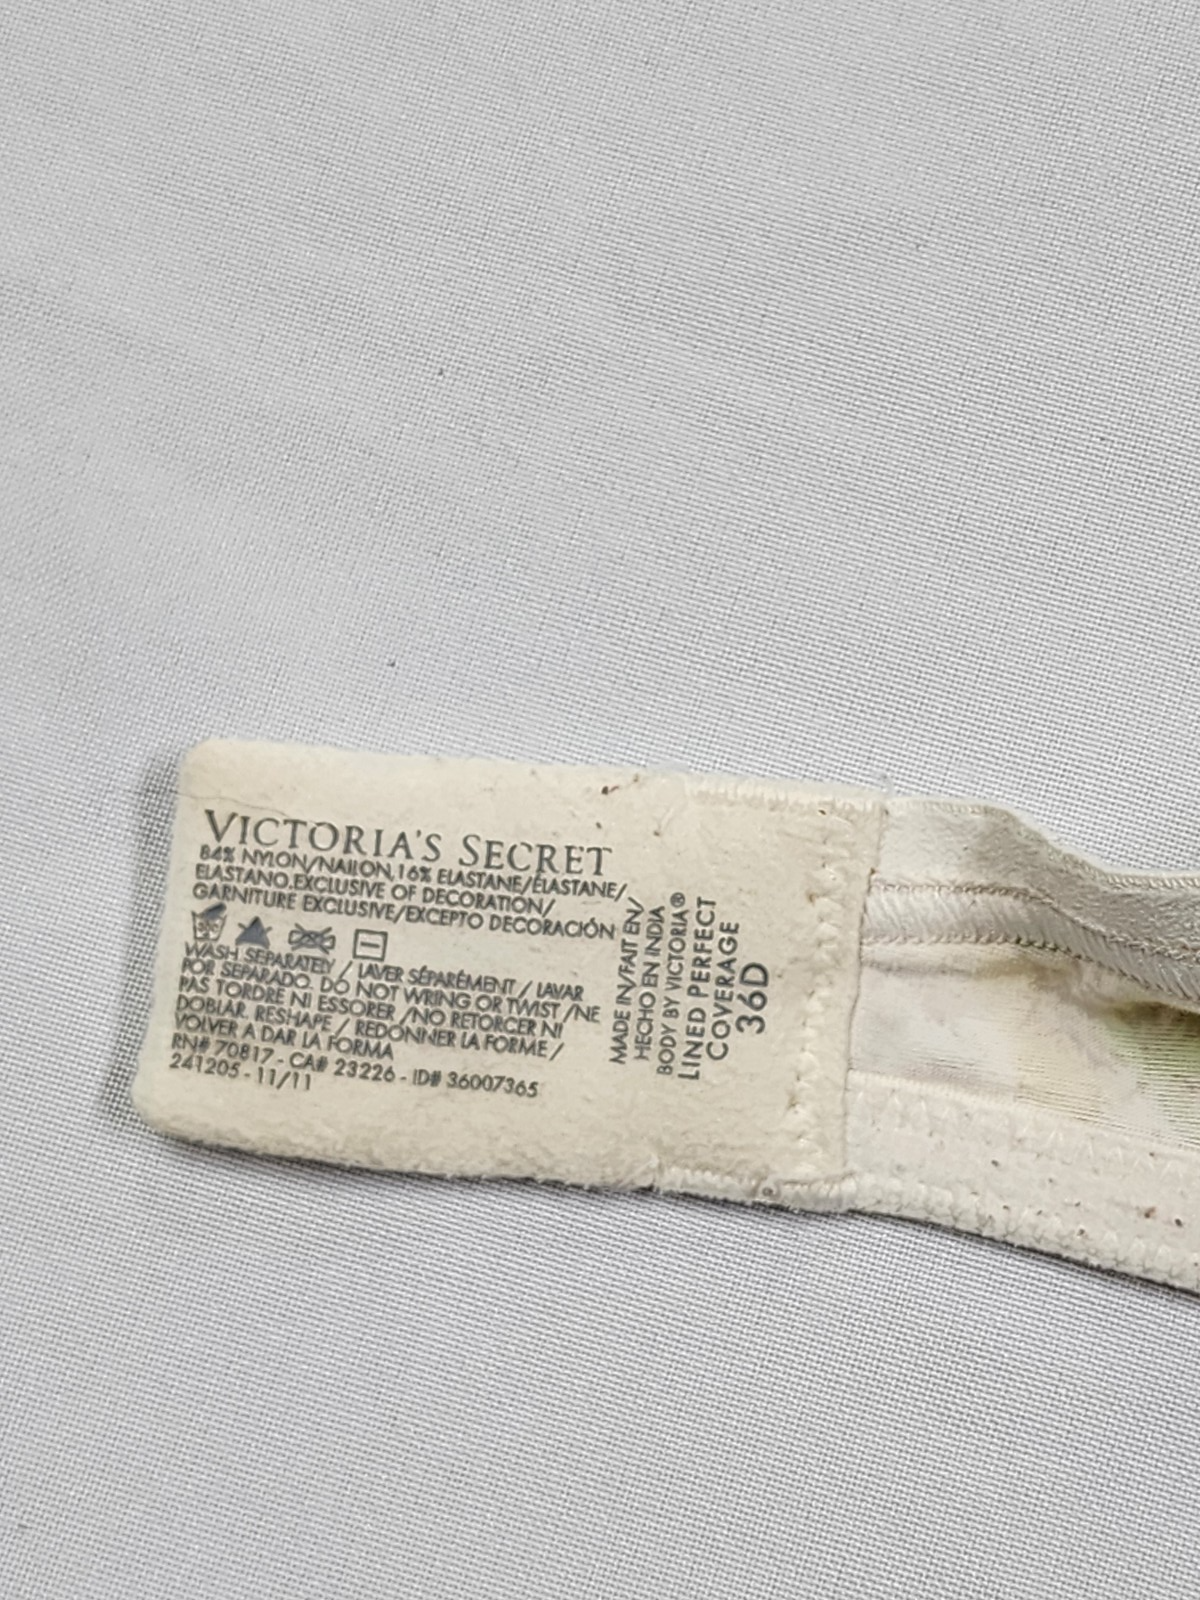 VICTORIA'S SECRET
84% NYLON/NAILON,16% ELASTANE/ÉLASTANE/
ELASTANO.EXCLUSIVE OF DECORATION/
GARNITURE EXCLUSIVE/EXCEPTO DECORACIÓN
WASH SEPARATELY / LAVER SÉPARÉMENT / LAVAR
POR SEPARADO. DO NOT WRING OR TWIST /NE
PAS TORDRE NI ESSORER /NO RETORCER NI
DOBLAR. RESHAPE / REDONNER LA FORME /
VOLVER A DAR LA FORMA
RN# 70817 - CA# 23226 - ID# 36007365
241205 - 11/11
MADE IN/FAIT EN/
HECHO EN INDIA
BODY BY VICTORIA®
LINED PERFECT
COVERAGE
36D